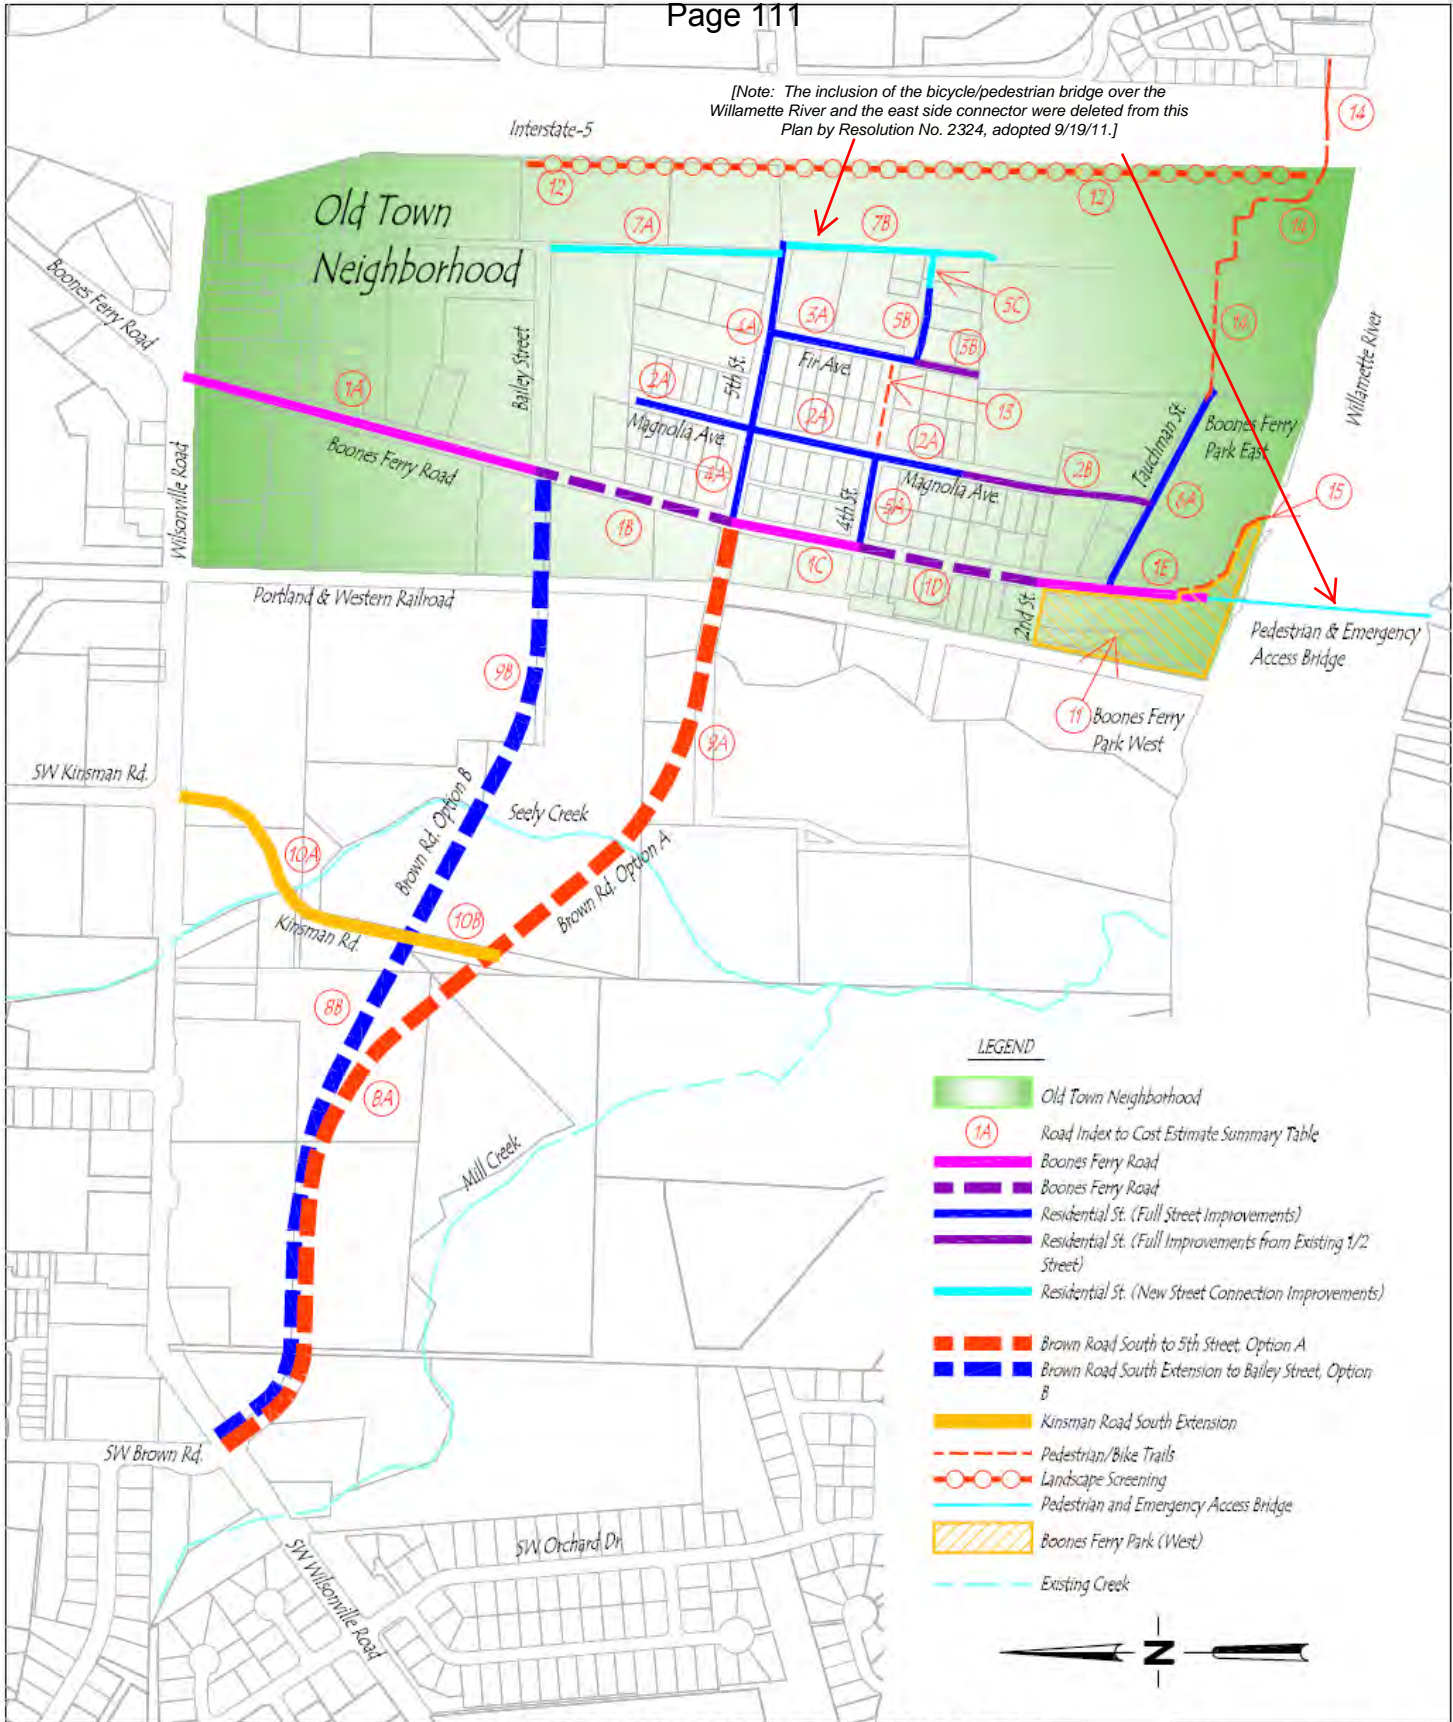 Page 111
[Note: The inclusion of the bicycle/pedestrian bridge over the
Willamette River and the east side connector were deleted from this
Plan by Resolution No. 2324, adopted 9/19/11.]
Interstate-5
14
12
12
14
Old Town
Neighborhood
7A
7B
Boones Ferry Road
4A
3A
5B
5C
3B
14
Willamette River
Bailey Street
5th St.
Fir Ave.
1A
2A
2A
13
2A
Magnolia Ave.
Tauchman St.
Boones Ferry
Park East
Boones Ferry Road
Wilsonville Road
4A
4th St.
5A
Magnolia Ave.
2B
6A
15
1B
1C
1D
1E
2nd St.
Portland & Western Railroad
Pedestrian & Emergency
Access Bridge
9B
9A
11
Boones Ferry
Park West
SW Kinsman Rd.
Brown Rd. Option B
Seely Creek
10A
Brown Rd. Option A
Kinsman Rd.
10B
8B
8A
Mill Creek
SW Brown Rd.
SW Wilsonville Road
SW Orchard Dr
LEGEND
Old Town Neighborhood
1A
Road Index to Cost Estimate Summary Table
Boones Ferry Road
Boones Ferry Road
Residential St. (Full Street Improvements)
Residential St. (Full Improvements from Existing 1/2
Street)
Residential St. (New Street Connection Improvements)
Brown Road South to 5th Street, Option A
Brown Road South Extension to Bailey Street, Option
B
Kinsman Road South Extension
Pedestrian/Bike Trails
Landscape Screening
Pedestrian and Emergency Access Bridge
Boones Ferry Park (West)
Existing Creek
N